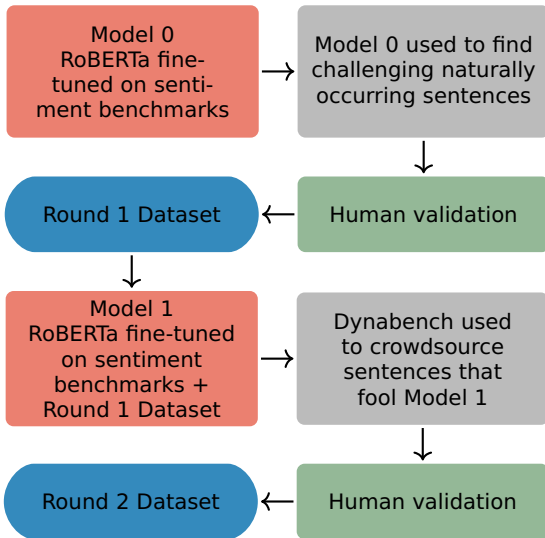 Model 0
RoBERTa fine-
tuned on senti-
ment benchmarks
Model 0 used to find
challenging naturally
occurring sentences
Human validation
Round 1 Dataset
Model 1
RoBERTa fine-tuned
on sentiment
benchmarks +
Round 1 Dataset
Dynabench used
to crowdsource
sentences that
fool Model 1
Human validation
Round 2 Dataset